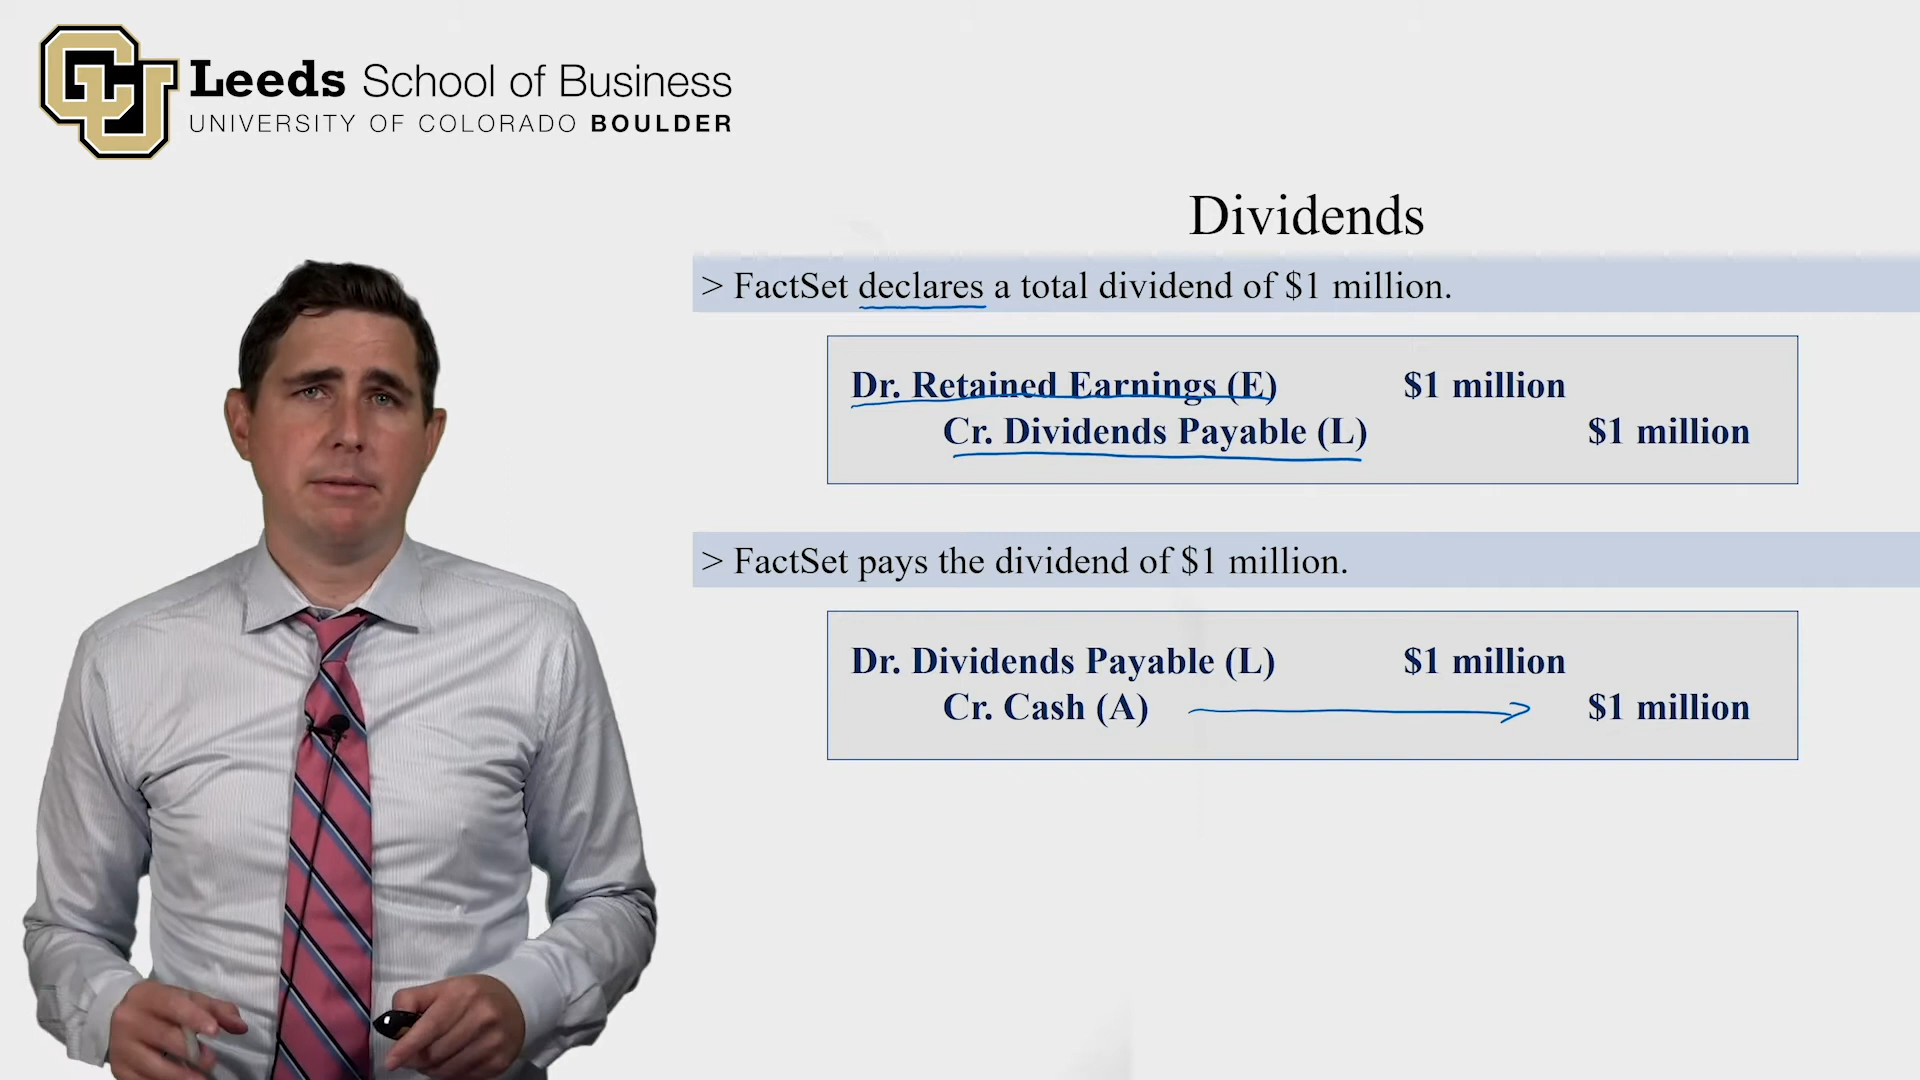 CU Leeds School of Business
UNIVERSITY OF COLORADO BOULDER
Dividends
> FactSet declares a total dividend of $1 million.
Dr. Retained Earnings (E) $1 million
Cr. Dividends Payable (L) $1 million
> FactSet pays the dividend of $1 million.
Dr. Dividends Payable (L) $1 million
Cr. Cash (A) $1 million